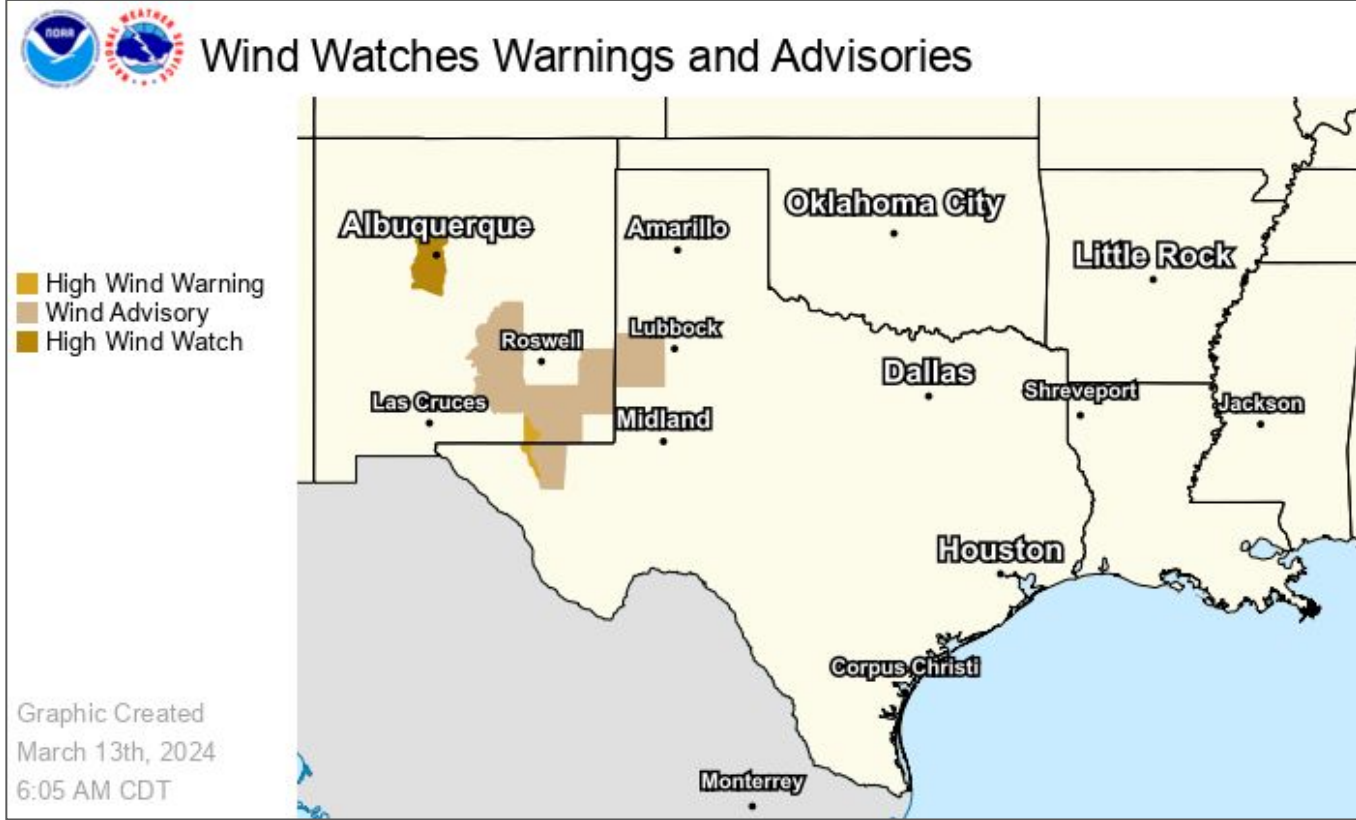 NOAA
NATIONAL WEATHER SERVICE
Wind Watches Warnings and Advisories
High Wind Warning
Wind Advisory
High Wind Watch
Albuquerque
Amarillo
Oklahoma City
Little Rock
Roswell
Lubbock
Las Cruces
Midland
Dallas
Shreveport
Jackson
Houston
Corpus Christi
Monterrey
Graphic Created
March 13th, 2024
6:05 AM CDT